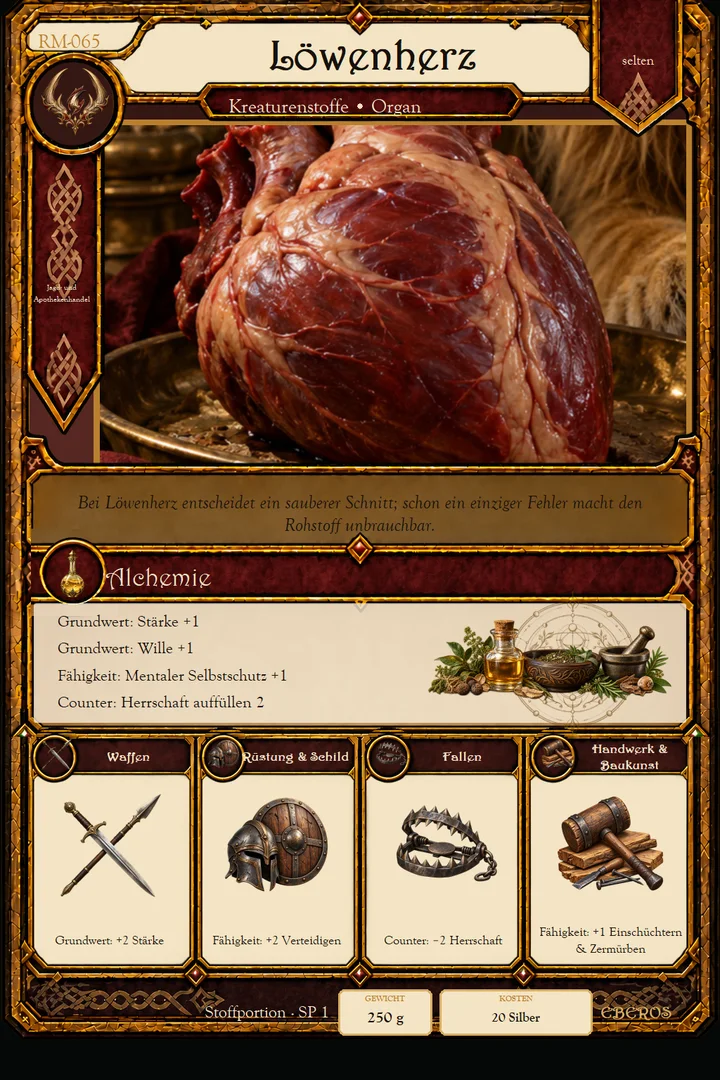 RM-065
Löwenherz
selten
Kreaturenstoffe • Organ
Jagd- und
Apothekenhandel
Bei Löwenherz entscheidet ein sauberer Schnitt; schon ein einziger Fehler macht den
Rohstoff unbrauchbar.
Alchemie
Grundwert: Stärke +1
Grundwert: Wille +1
Fähigkeit: Mentaler Selbstschutz +1
Counter: Herrschaft auffüllen 2
Waffen
Grundwert: +2 Stärke
Rüstung & Schild
Fähigkeit: +2 Verteidigen
Fallen
Counter: −2 Herrschaft
Handwerk &
Baukunst
Fähigkeit: +1 Einschüchtern
& Zermürben
Stoffportion · SP 1
GEWICHT
250 g
KOSTEN
20 Silber
EBEROS